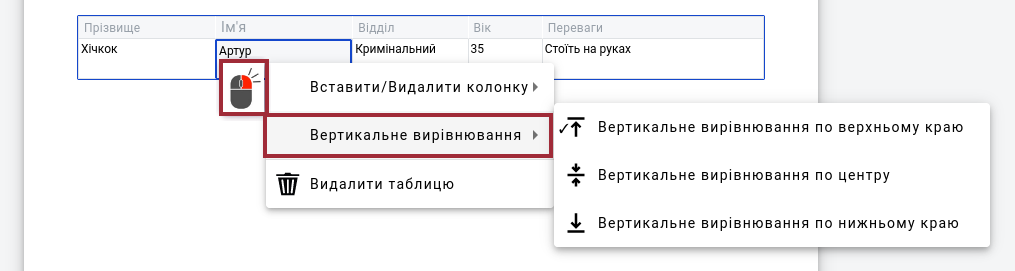 Прізвище Ім'я Відділ Вік Переваги
Хічкок Артур Кримінальний 35 Стоїть на руках
Вставити/Видалити колонку
Вертикальне вирівнювання
Видалити таблицю
Вертикальне вирівнювання по верхньому краю
Вертикальне вирівнювання по центру
Вертикальне вирівнювання по нижньому краю